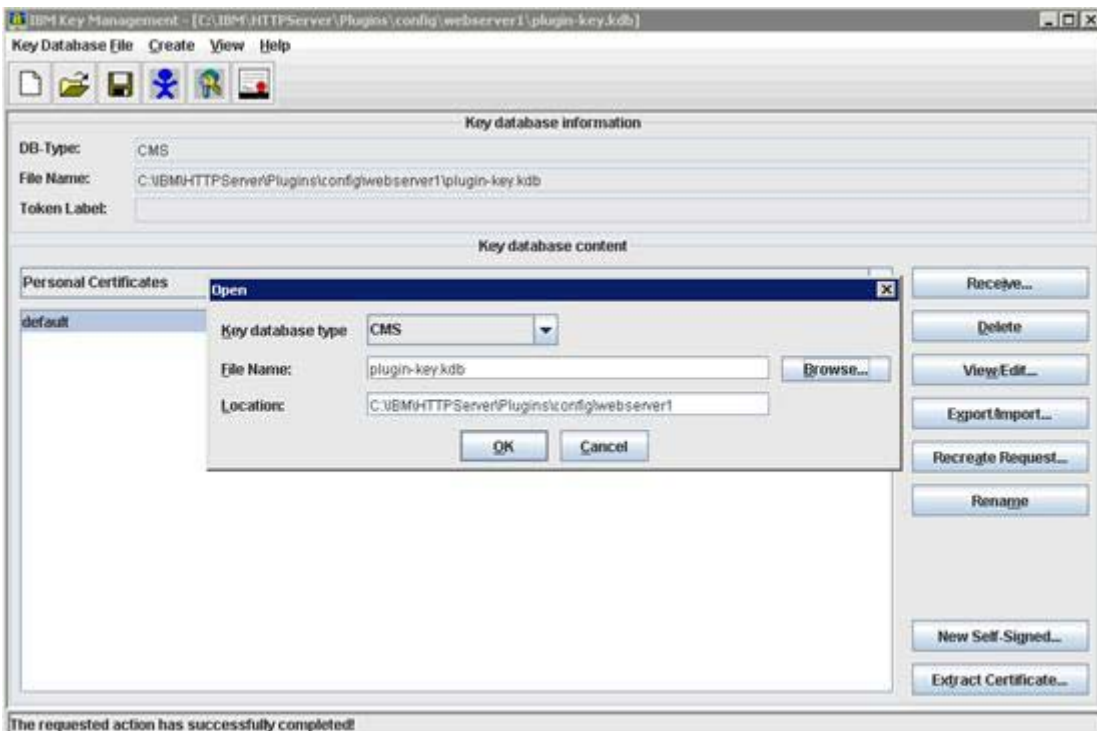 IBM Key Management - [C:\IBM\HTTPServer\Plugins\config\webserver1\plugin-key.kdb]
Key Database File Create View Help
Key database information
DB-Type: CMS
File Name: C:\IBM\HTTPServer\Plugins\config\webserver1\plugin-key.kdb
Token Label:
Key database content
Personal Certificates
Receive...
default
Delete
View/Edit...
Export/Import...
Recreate Request...
Rename
New Self-Signed...
Extract Certificate...
Open
Key database type CMS
File Name: plugin-key.kdb Browse...
Location: C:\IBM\HTTPServer\Plugins\config\webserver1
OK Cancel
The requested action has successfully completed!